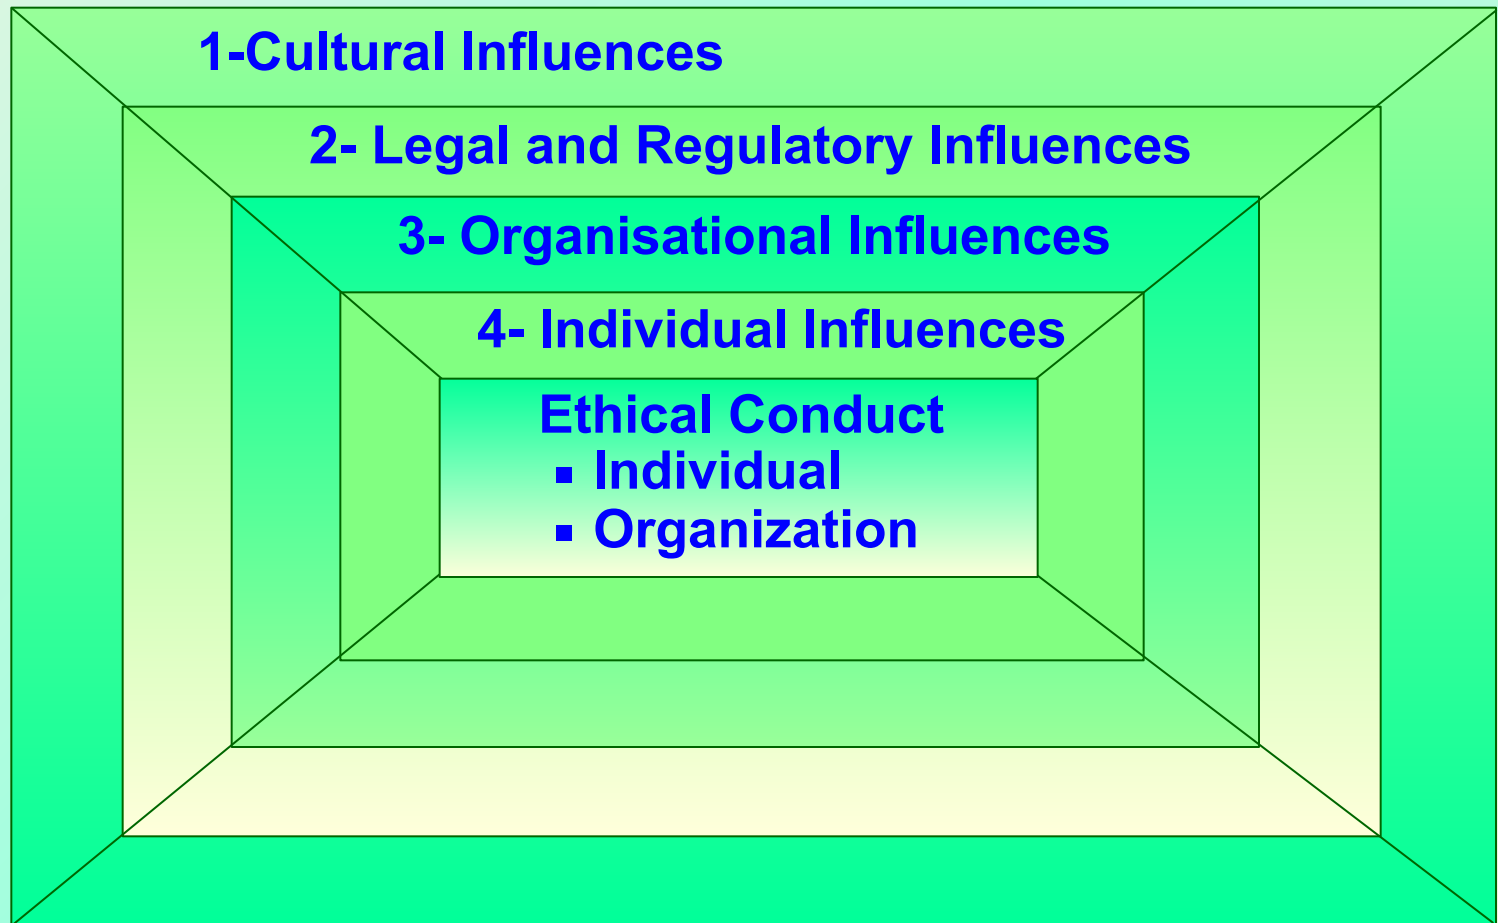 1-Cultural Influences
2- Legal and Regulatory Influences
3- Organisational Influences
4- Individual Influences
Ethical Conduct
▪ Individual
▪ Organization